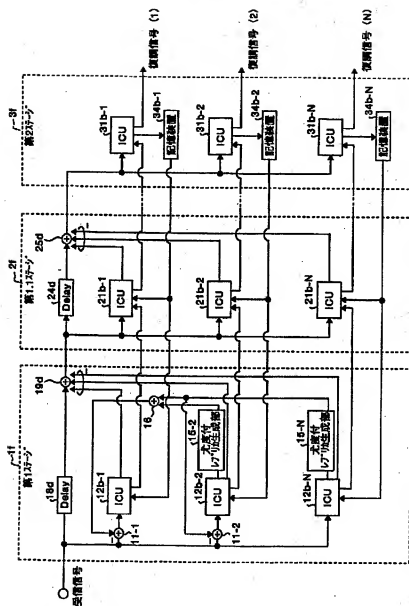 受信信号
1f
第1ステージ
18d
Delay
19d
11-1
12b-1
ICU
16
11-2
12b-2
ICU
15-2
尤度付
レプリカ生成部
12b-N
ICU
15-N
尤度付
レプリカ生成部
2f
第1.1ステージ
24d
Delay
25d
21b-1
ICU
21b-2
ICU
21b-N
ICU
3f
第2ステージ
31b-1
ICU
34b-1
記憶装置
復調信号 (1)
31b-2
ICU
34b-2
記憶装置
復調信号 (2)
31b-N
ICU
34b-N
記憶装置
復調信号 (N)